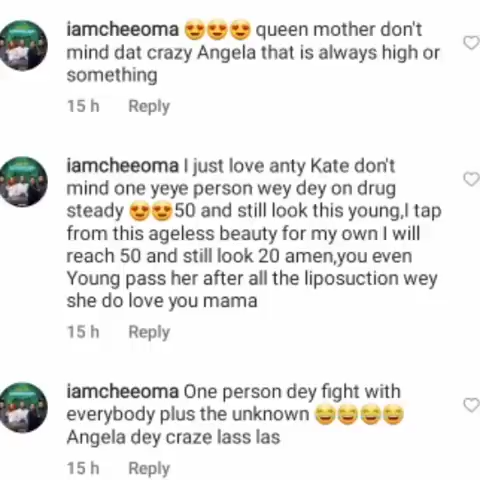 iamcheeoma 😍😍😍 queen mother don't
mind dat crazy Angela that is always high or
something
15 h Reply
iamcheeoma I just love anty Kate don't
mind one yeye person wey dey on drug
steady 😍😍50 and still look this young,I tap
from this ageless beauty for my own I will
reach 50 and still look 20 amen,you even
Young pass her after all the liposuction wey
she do love you mama
15 h Reply
iamcheeoma One person dey fight with
everybody plus the unknown 😂😂😂😂
Angela dey craze lass las
15 h Reply